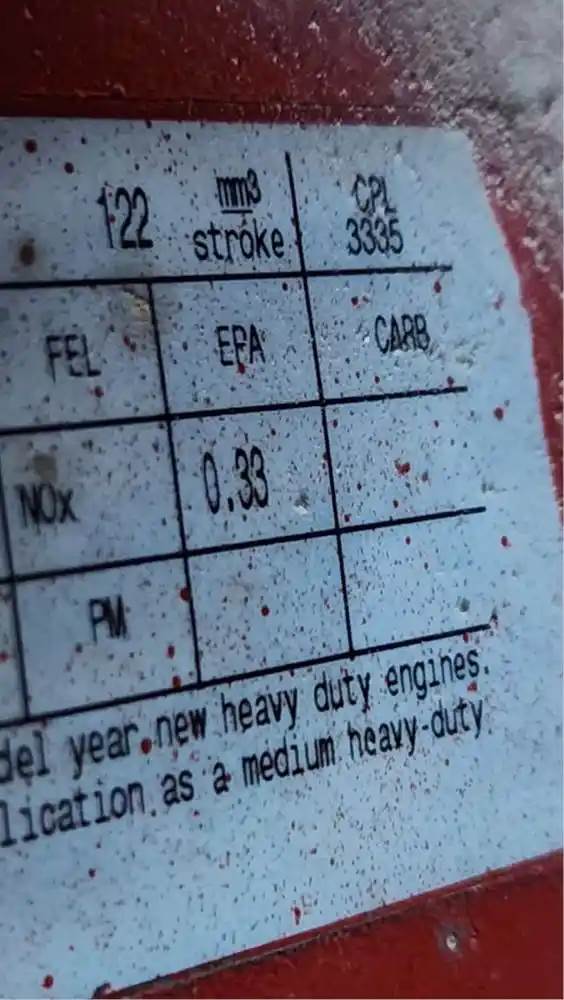 122 mm3 stroke CPL 3335
FEL EPA CARB
NOx 0.33
PM
del year new heavy duty engines.
lication as a medium heavy-duty